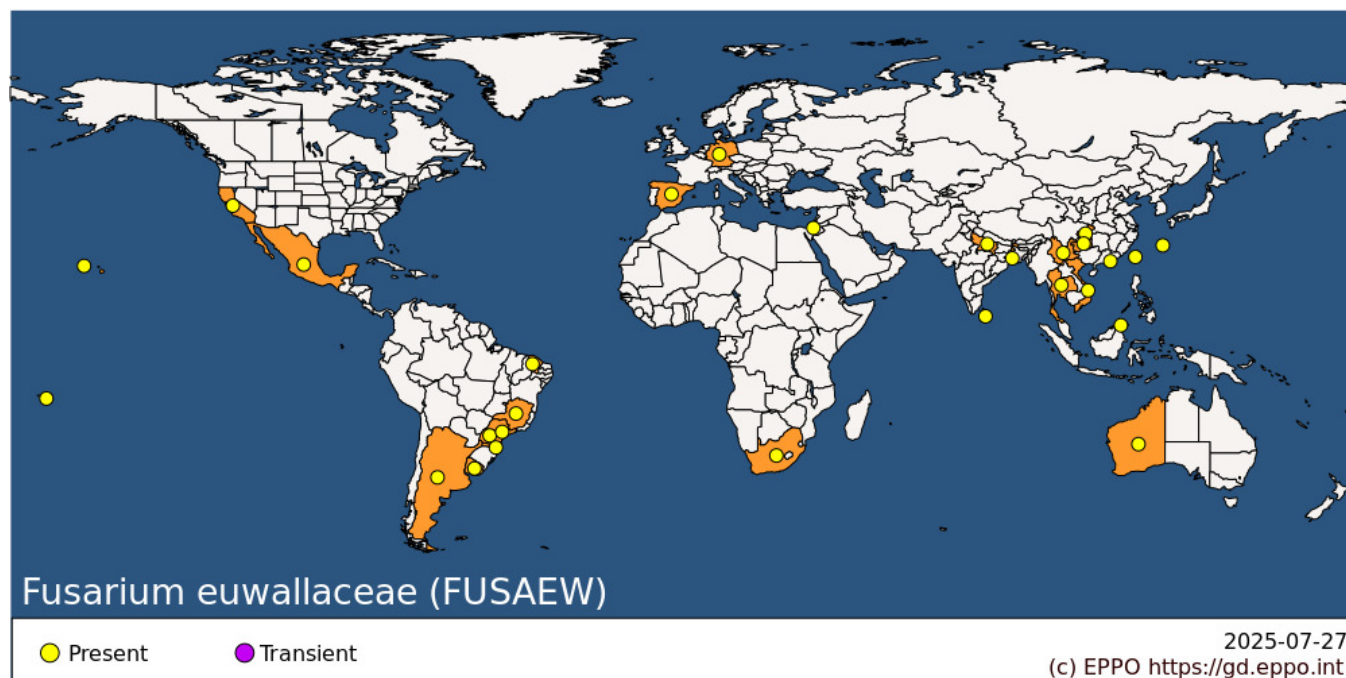 Fusarium euwallaceae (FUSAEW)
Present
Transient
2025-07-27
(c) EPPO https://gd.eppo.int